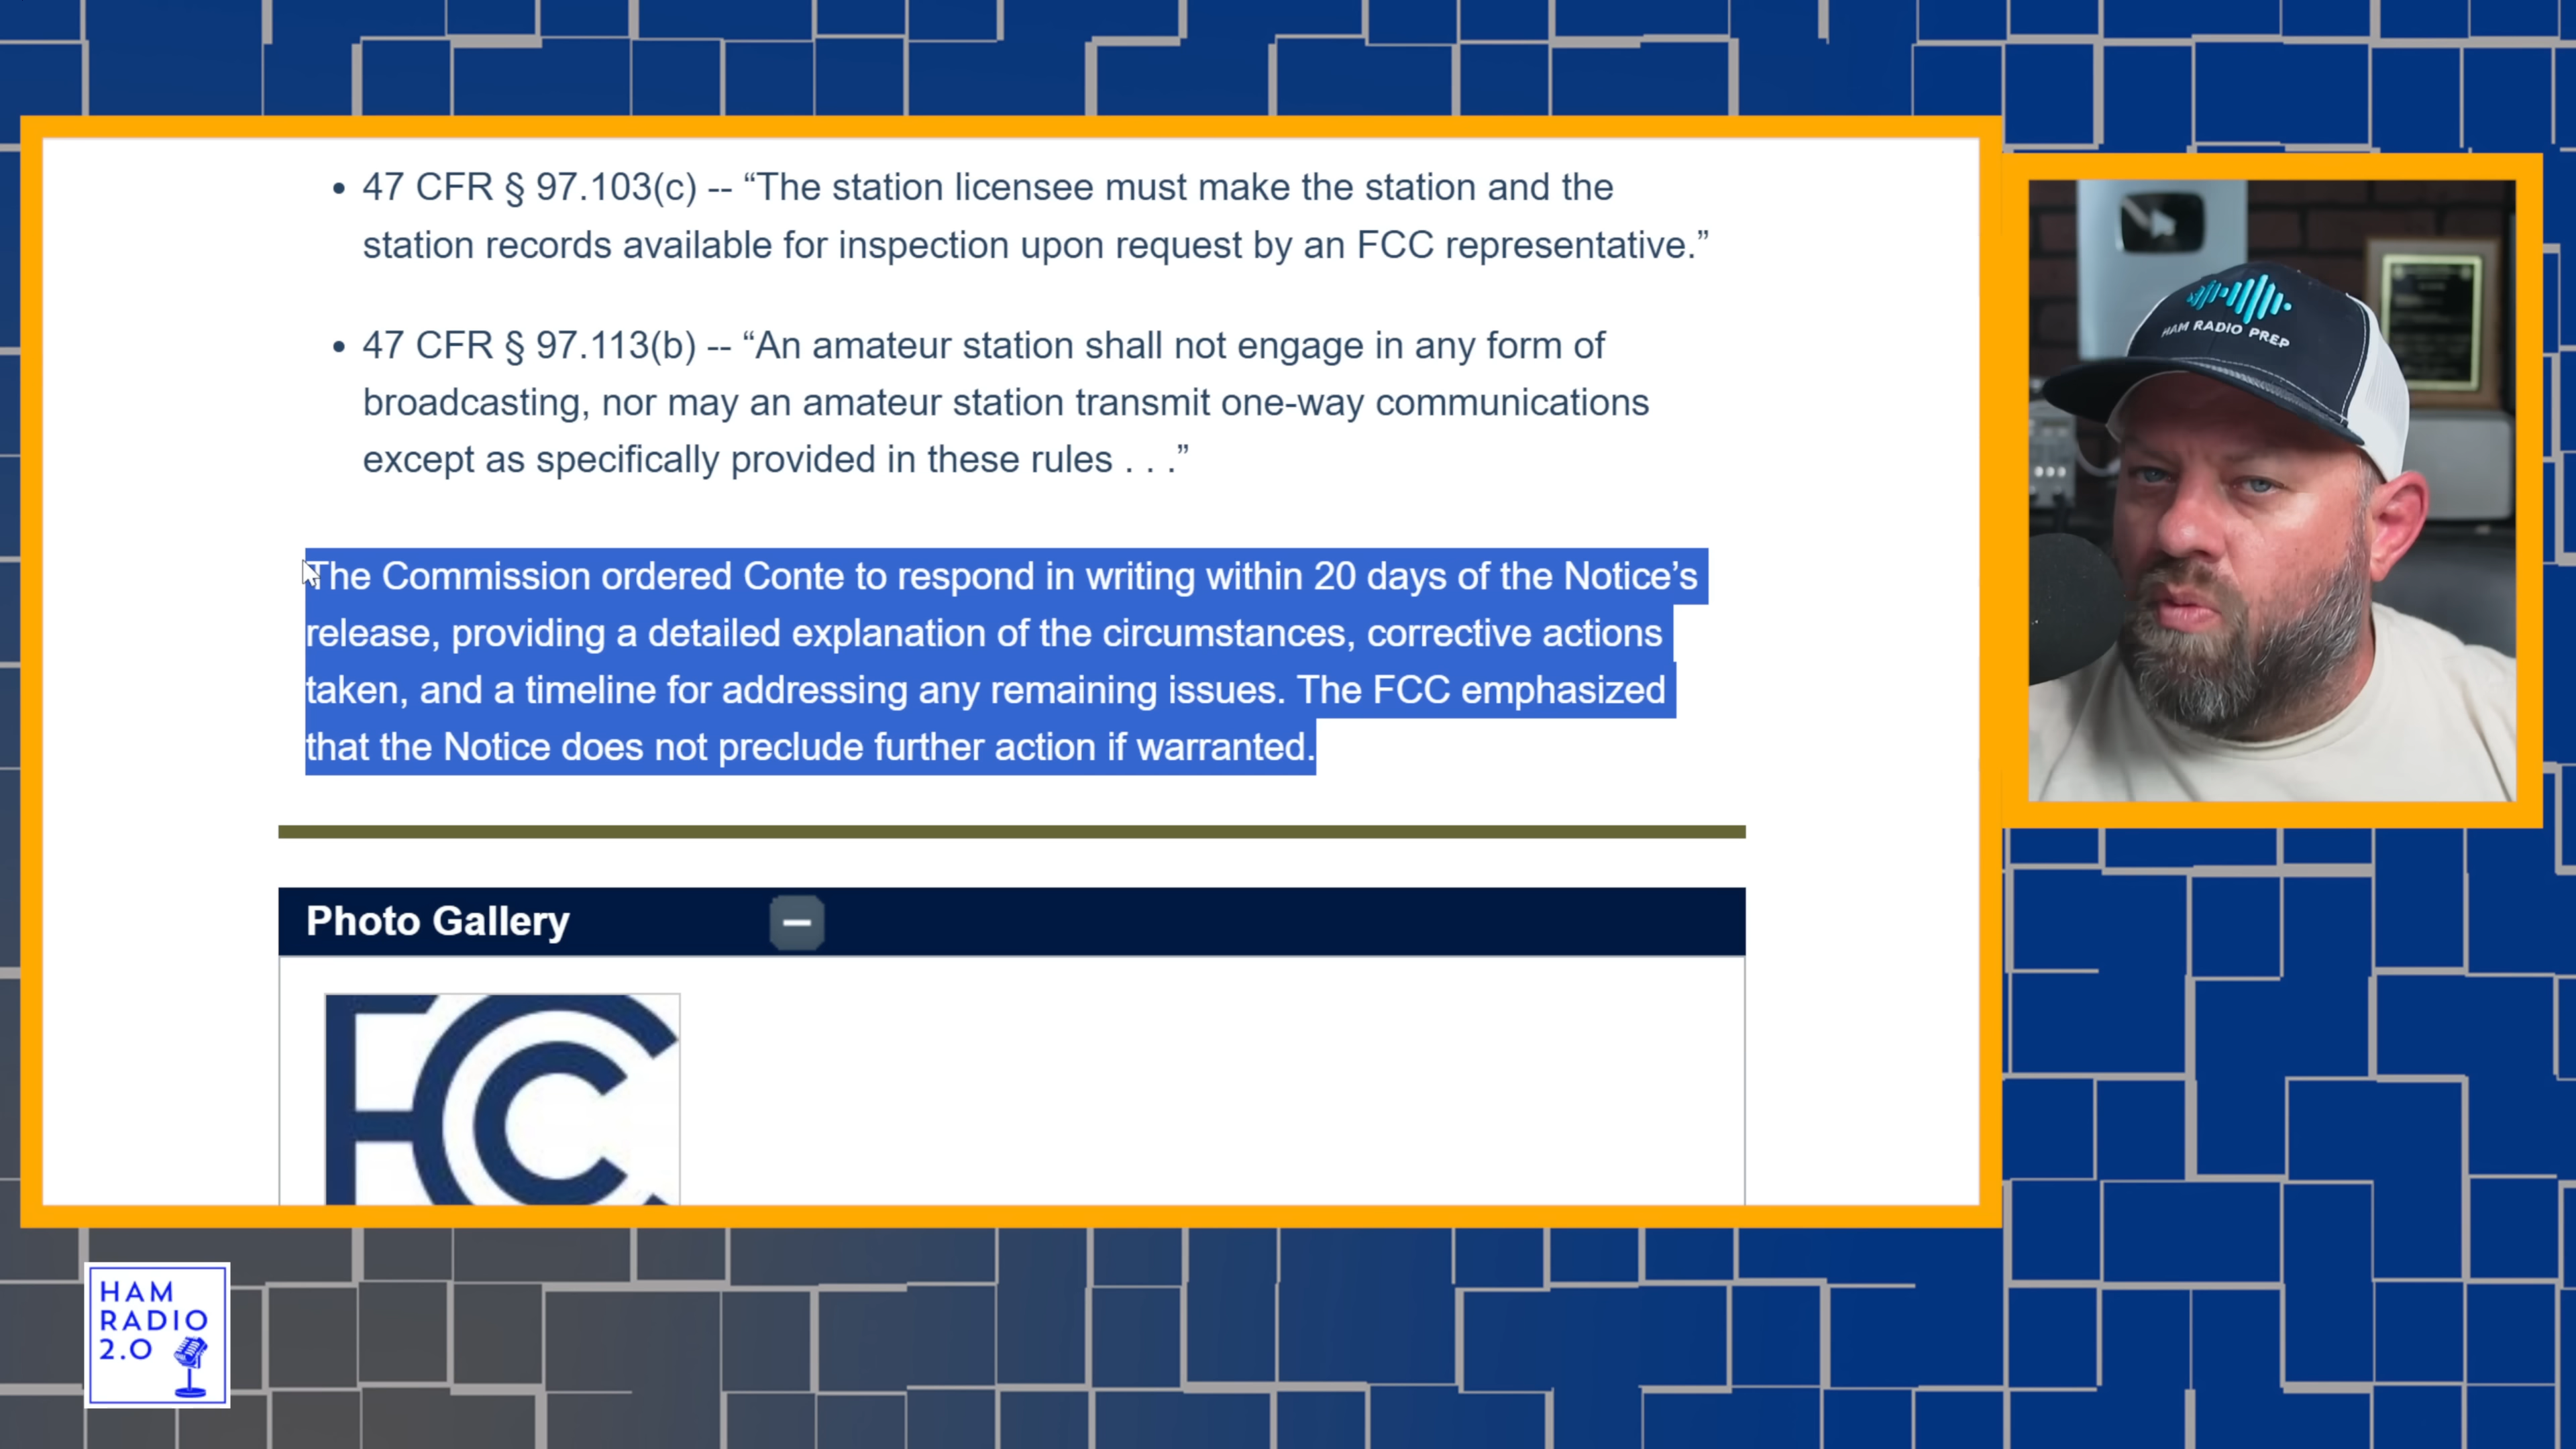 • 47 CFR § 97.103(c) -- “The station licensee must make the station and the
station records available for inspection upon request by an FCC representative.”
• 47 CFR § 97.113(b) -- “An amateur station shall not engage in any form of
broadcasting, nor may an amateur station transmit one-way communications
except as specifically provided in these rules . . .”
The Commission ordered Conte to respond in writing within 20 days of the Notice’s
release, providing a detailed explanation of the circumstances, corrective actions
taken, and a timeline for addressing any remaining issues. The FCC emphasized
that the Notice does not preclude further action if warranted.
Photo Gallery
FCC
HAM RADIO PREP
HAM
RADIO
2.0